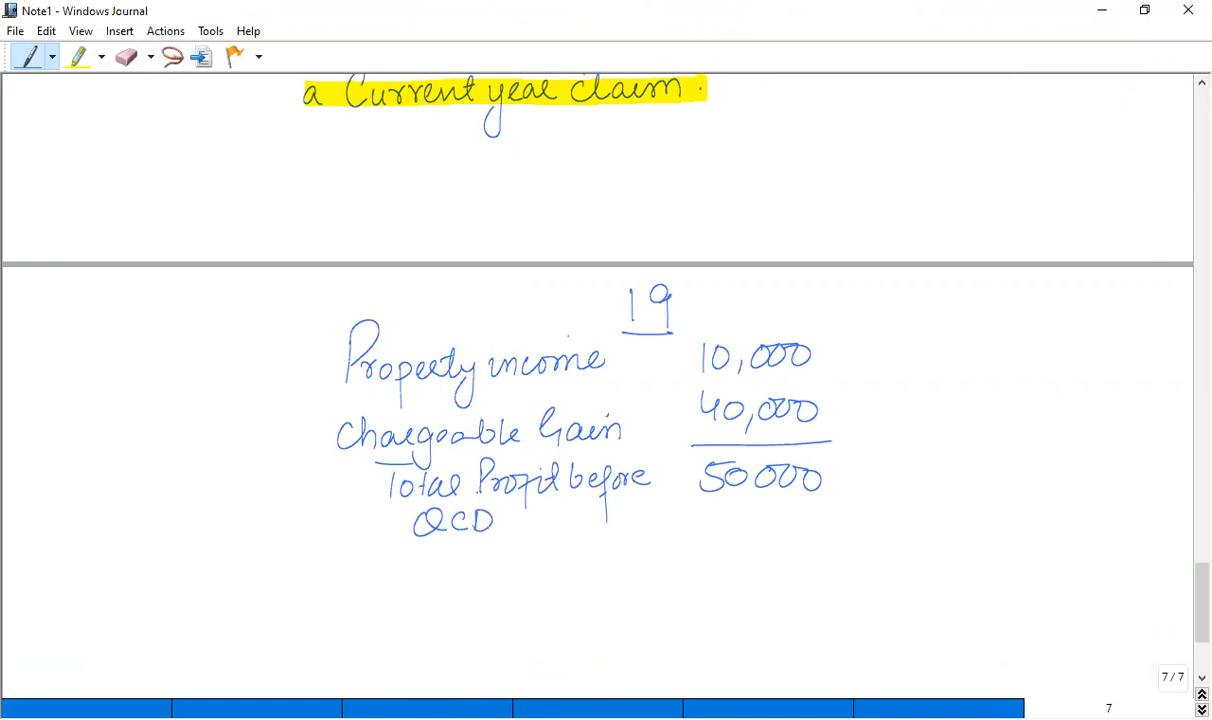 Note1 - Windows Journal
File Edit View Insert Actions Tools Help
a Current year claim.
19
Property income 10,000
Chargeable Gain 40,000
Total Profit before 50000
QCD
7/7
7